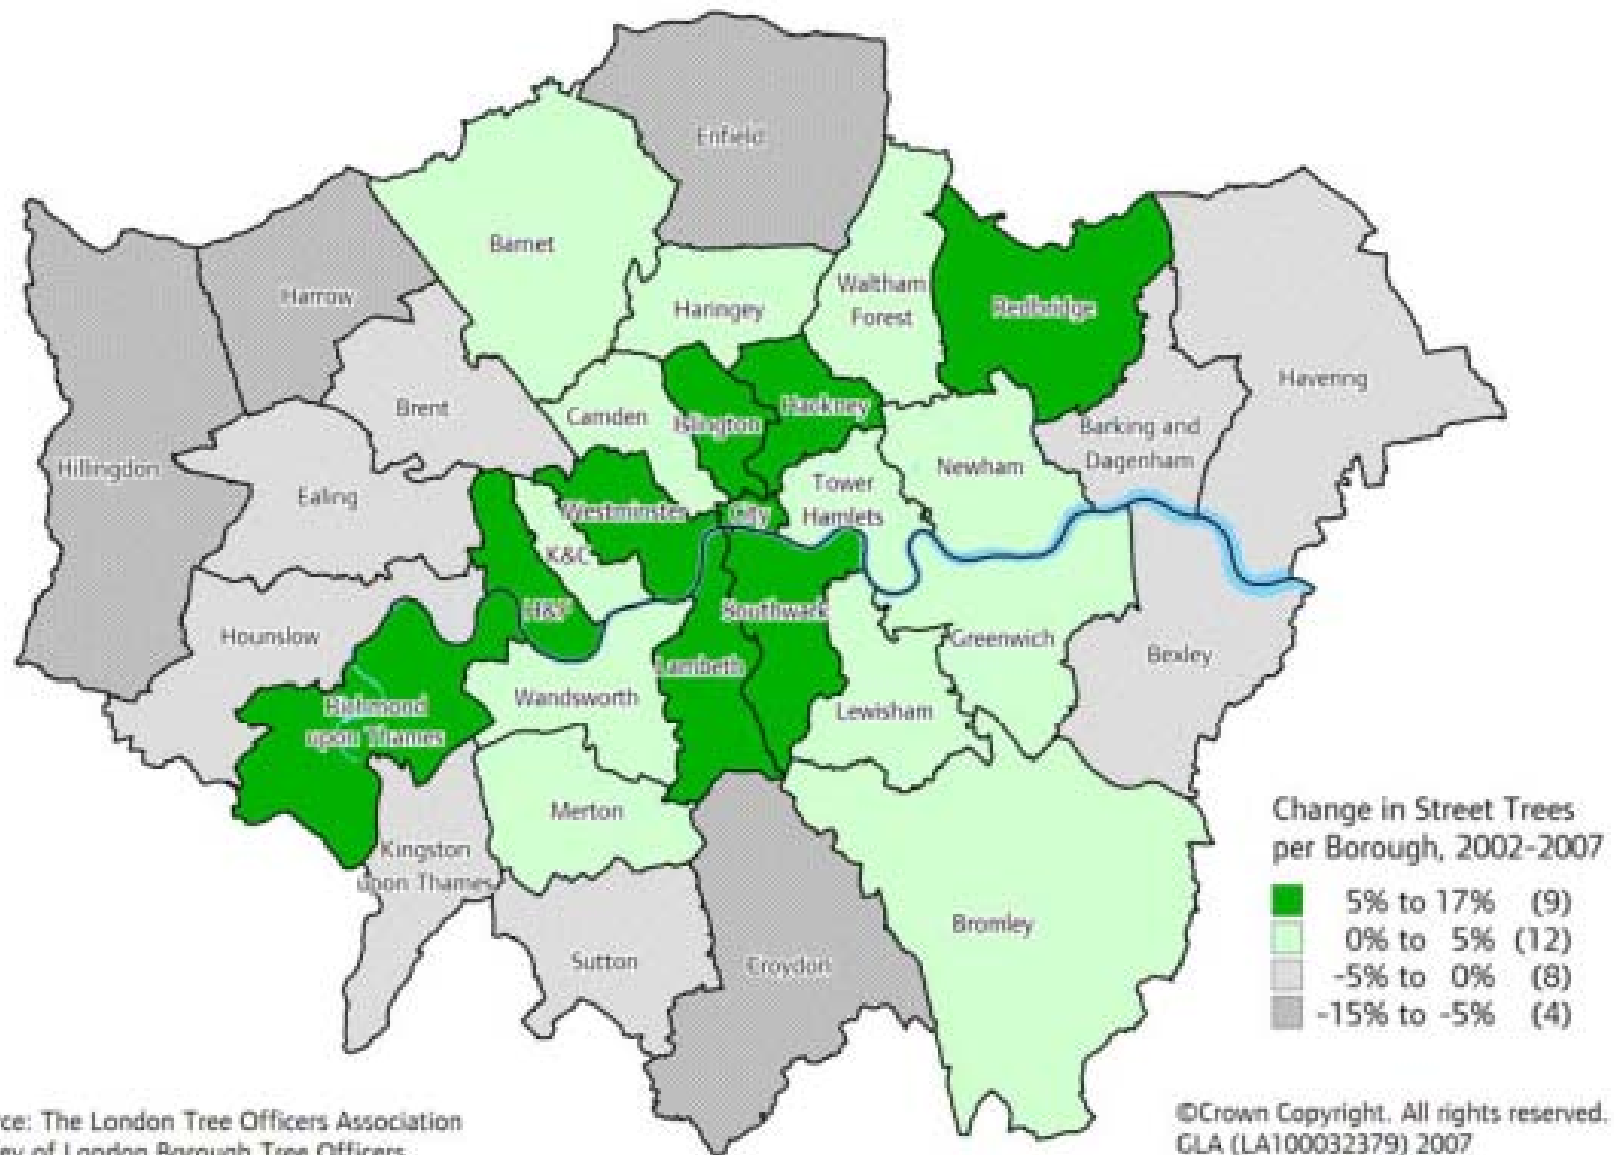 Enfield
Barnet
Harrow
Haringey
Waltham
Forest
Redbridge
Havering
Brent
Camden
Islington
Hackney
Barking and
Dagenham
Hillingdon
Ealing
Newham
Tower
Hamlets
Westminster
City
K&C
H&F
Southwark
Hounslow
Greenwich
Bexley
Lambeth
Wandsworth
Richmond
upon Thames
Lewisham
Merton
Kingston
upon Thames
Sutton
Croydon
Bromley
Change in Street Trees
per Borough, 2002-2007
5% to 17% (9)
0% to 5% (12)
-5% to 0% (8)
-15% to -5% (4)
rce: The London Tree Officers Association
ey of London Borough Tree Officers
©Crown Copyright. All rights reserved.
GLA (LA100032379) 2007